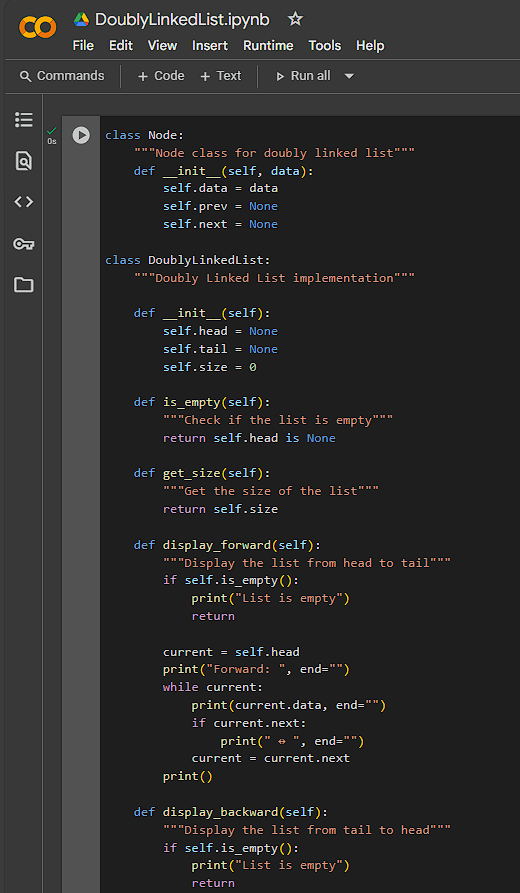 DoublyLinkedList.ipynb
File Edit View Insert Runtime Tools Help
Commands + Code + Text Run all
0s
class Node:
    """Node class for doubly linked list"""
    def __init__(self, data):
        self.data = data
        self.prev = None
        self.next = None

class DoublyLinkedList:
    """Doubly Linked List implementation"""

    def __init__(self):
        self.head = None
        self.tail = None
        self.size = 0

    def is_empty(self):
        """Check if the list is empty"""
        return self.head is None

    def get_size(self):
        """Get the size of the list"""
        return self.size

    def display_forward(self):
        """Display the list from head to tail"""
        if self.is_empty():
            print("List is empty")
            return

        current = self.head
        print("Forward: ", end="")
        while current:
            print(current.data, end="")
            if current.next:
                print(" ↔ ", end="")
            current = current.next
        print()

    def display_backward(self):
        """Display the list from tail to head"""
        if self.is_empty():
            print("List is empty")
            return